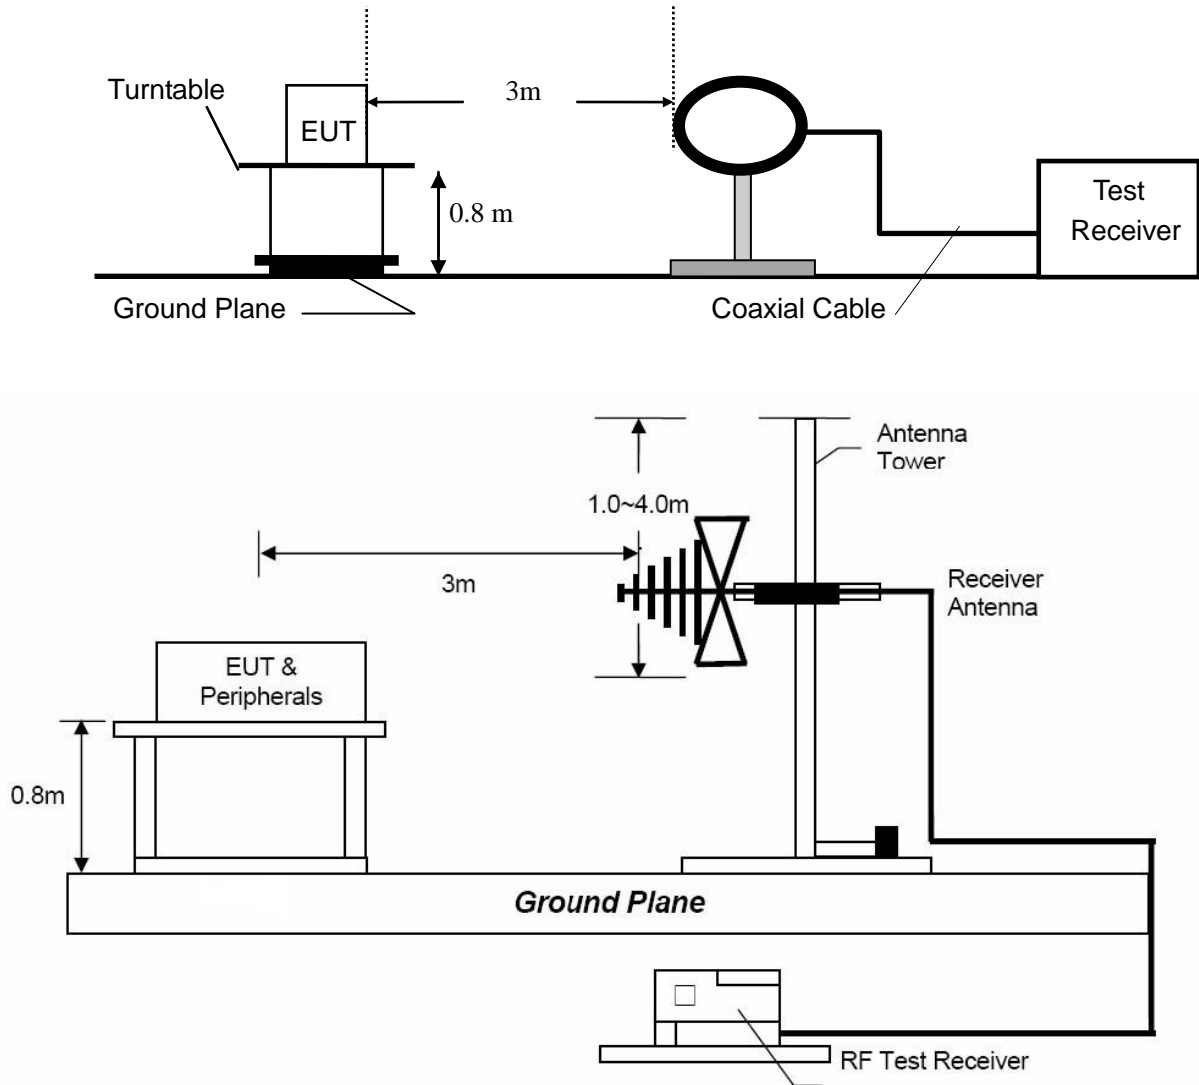 3m
Turntable
EUT
0.8 m
Test
Receiver
Ground Plane
Coaxial Cable
Antenna
Tower
1.0~4.0m
3m
Receiver
Antenna
EUT &
Peripherals
0.8m
Ground Plane
RF Test Receiver